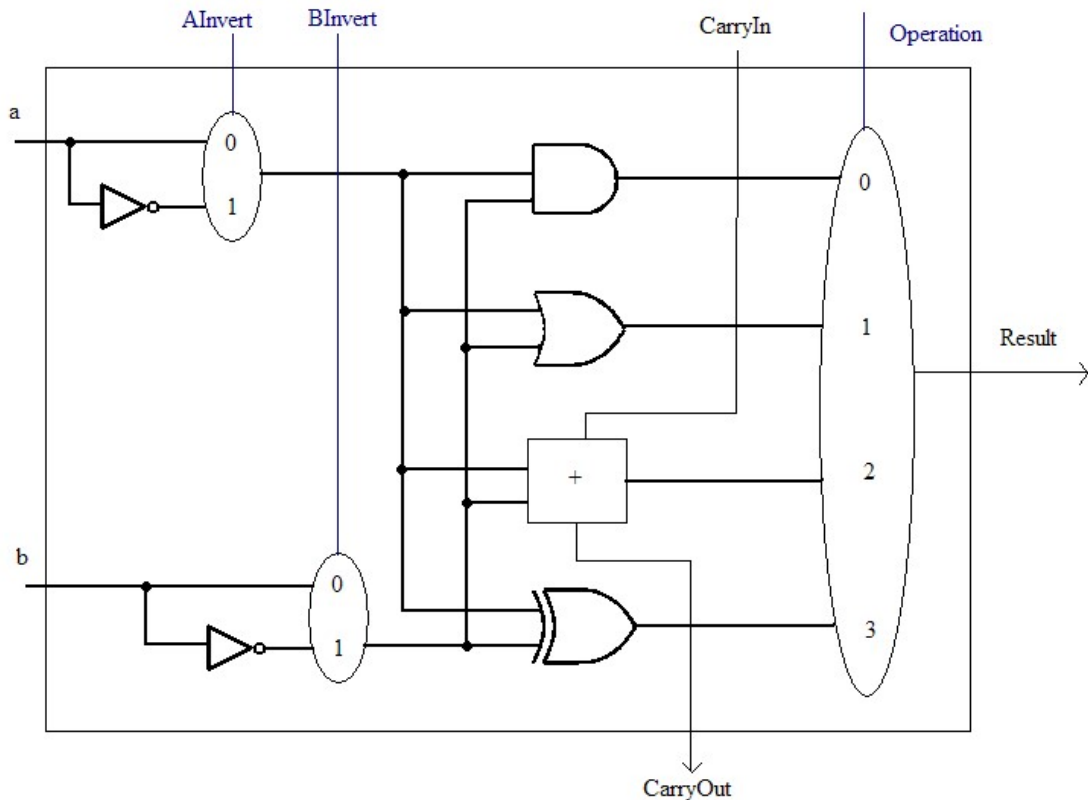 AInvert
BInvert
CarryIn
Operation
a
0
1
0
1
Result
+
2
b
0
1
3
CarryOut